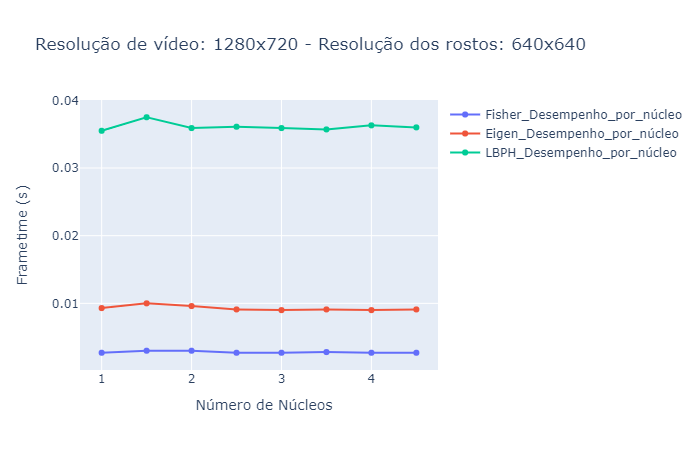 Resolução de vídeo: 1280x720 - Resolução dos rostos: 640x640
Fisher_Desempenho_por_núcleo
Eigen_Desempenho_por_núcleo
LBPH_Desempenho_por_núcleo
Frametime (s)
0.04
0.03
0.02
0.01
1 2 3 4
Número de Núcleos